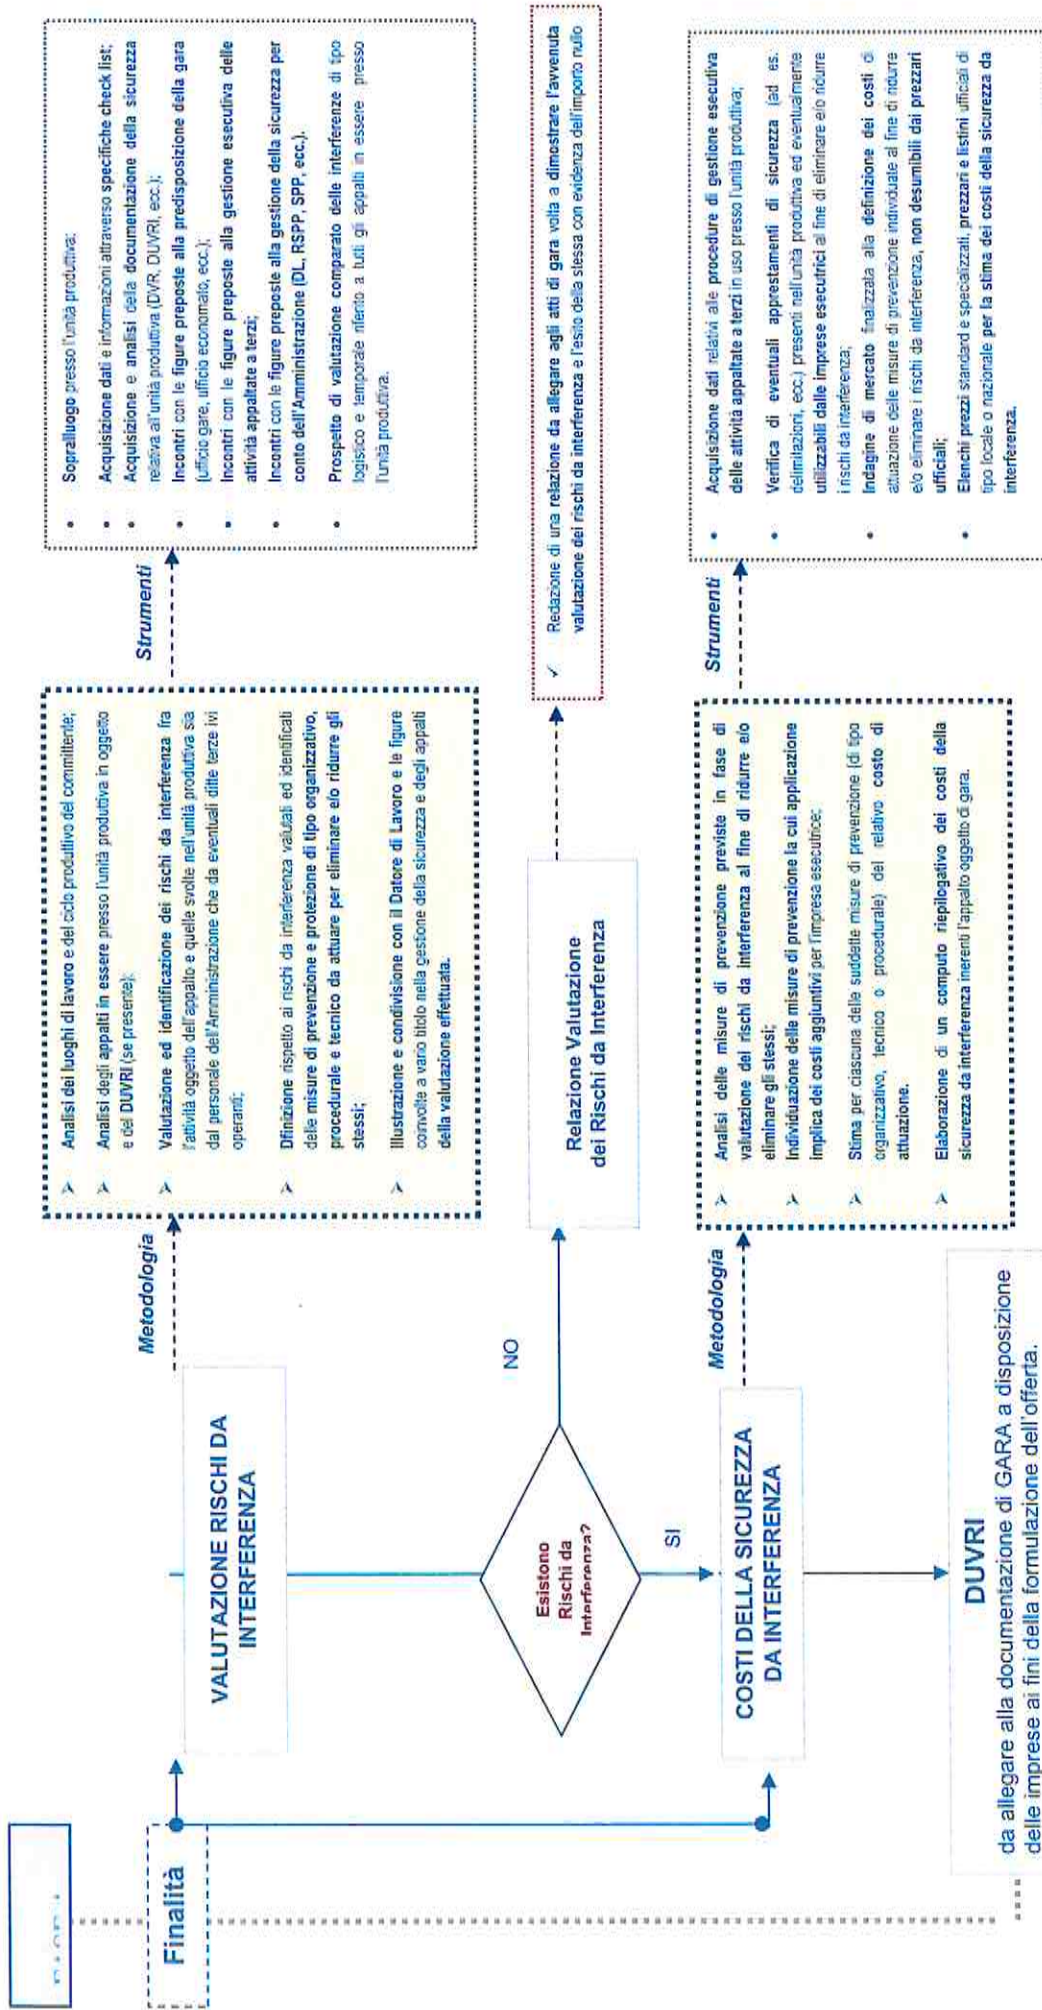 Finalità
VALUTAZIONE RISCHI DA
INTERFERENZA
Metodologia
➢ Analisi dei luoghi di lavoro e del ciclo produttivo del committente;
➢ Analisi degli appalti in essere presso l'unità produttiva in oggetto
e del DUVRI (se presente);
➢ Valutazione ed identificazione dei rischi da interferenza fra
l'attività oggetto dell'appalto e quelle svolte nell'unità produttiva sia
dal personale dell'Amministrazione che da eventuali ditte terze ivi
operanti;
➢ Dfinizione rispetto ai rischi da interferenza valutati ed identificati
delle misure di prevenzione e protezione di tipo organizzativo,
procedurale e tecnico da attuare per eliminare e/o ridurre gli
stessi;
➢ Illustrazione e condivisione con il Datore di Lavoro e le figure
coinvolte a vario titolo nella gestione della sicurezza e degli appalti
della valutazione effettuata.
Strumenti
• Sopralluogo presso l'unità produttiva;
• Acquisizione dati e informazioni attraverso specifiche check list;
• Acquisizione e analisi della documentazione della sicurezza
relativa all'unità produttiva (DVR, DUVRI, ecc.);
• Incontri con le figure preposte alla predisposizione della gara
(ufficio gare, ufficio economato, ecc.);
• Incontri con le figure preposte alla gestione esecutiva delle
attività appaltate a terzi;
• Incontri con le figure preposte alla gestione della sicurezza per
conto dell'Amministrazione (DL, RSPP, SPP, ecc.).
• Prospetto di valutazione comparato delle interferenze di tipo
logistico e temporale riferito a tutti gli appalti in essere presso
l'unità produttiva.
Esistono
Rischi da
Interferenza?
NO
SI
Relazione Valutazione
dei Rischi da Interferenza
✓ Redazione di una relazione da allegare agli atti di gara volta a dimostrare l'avvenuta
valutazione dei rischi da interferenza e l'esito della stessa con evidenza dell'importo nullo
COSTI DELLA SICUREZZA
DA INTERFERENZA
Metodologia
➢ Analisi delle misure di prevenzione previste in fase di
valutazione dei rischi da interferenza al fine di ridurre e/o
eliminare gli stessi;
➢ Individuazione delle misure di prevenzione la cui applicazione
implica dei costi aggiuntivi per l'impresa esecutrice;
➢ Stima per ciascuna delle suddette misure di prevenzione (di tipo
organizzativo, tecnico o procedurale) del relativo costo di
attuazione.
➢ Elaborazione di un computo riepilogativo dei costi della
sicurezza da interferenza inerenti l'appalto oggetto di gara.
Strumenti
• Acquisizione dati relativi alle procedure di gestione esecutiva
delle attività appaltate a terzi in uso presso l'unità produttiva;
• Verifica di eventuali apprestamenti di sicurezza (ad es.
delimitazioni, ecc.) presenti nell'unità produttiva ed eventualmente
utilizzabili dalle imprese esecutrici al fine di eliminare e/o ridurre
i rischi da interferenza;
• Indagine di mercato finalizzata alla definizione dei costi di
attuazione delle misure di prevenzione individuate al fine di ridurre
e/o eliminare i rischi da interferenza, non desumibili dai prezzari
ufficiali;
• Elenchi prezzi standard e specializzati, prezzari e listini ufficiali di
tipo locale o nazionale per la stima dei costi della sicurezza da
interferenza.
DUVRI
da allegare alla documentazione di GARA a disposizione
delle imprese ai fini della formulazione dell'offerta.